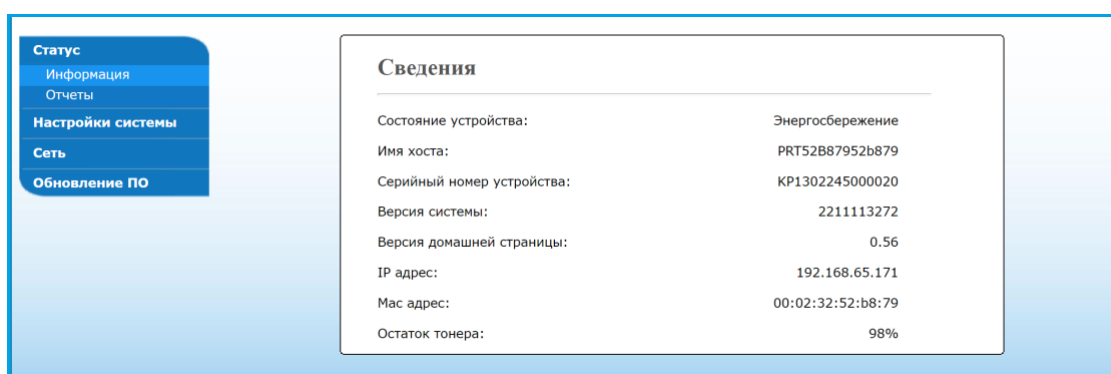 Статус
Информация
Отчеты
Настройки системы
Сеть
Обновление ПО
Сведения
Состояние устройства: Энергосбережение
Имя хоста: PRT52B87952b879
Серийный номер устройства: KP1302245000020
Версия системы: 2211113272
Версия домашней страницы: 0.56
IP адрес: 192.168.65.171
Mac адрес: 00:02:32:52:b8:79
Остаток тонера: 98%